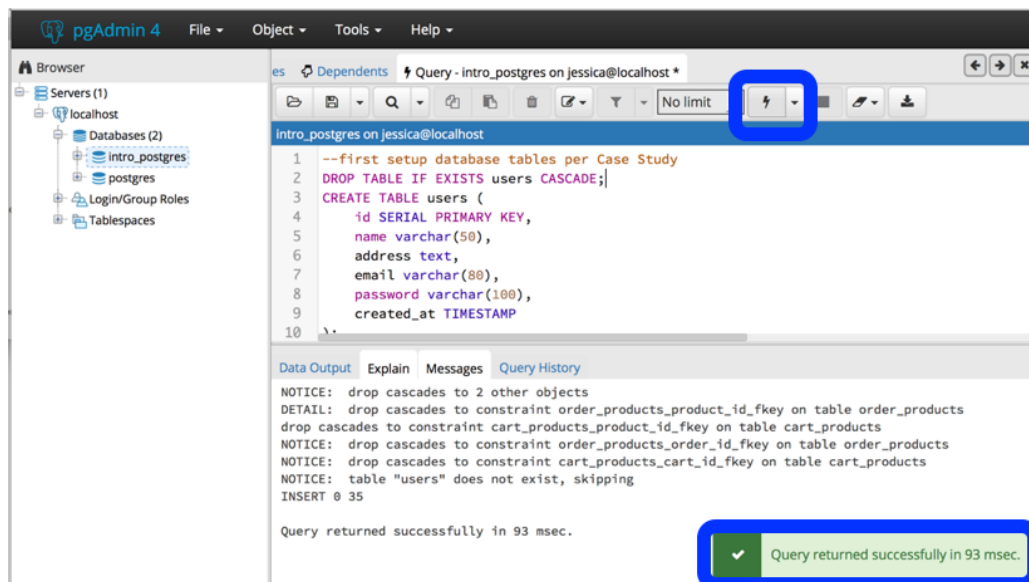 pgAdmin 4 File Object Tools Help
Browser
Servers (1)
localhost
Databases (2)
intro_postgres
postgres
Login/Group Roles
Tablespaces
es Dependents Query - intro_postgres on jessica@localhost *
No limit
intro_postgres on jessica@localhost
1 --first setup database tables per Case Study
2 DROP TABLE IF EXISTS users CASCADE;
3 CREATE TABLE users (
4 id SERIAL PRIMARY KEY,
5 name varchar(50),
6 address text,
7 email varchar(80),
8 password varchar(100),
9 created_at TIMESTAMP
10 );
Data Output Explain Messages Query History
NOTICE: drop cascades to 2 other objects
DETAIL: drop cascades to constraint order_products_product_id_fkey on table order_products
drop cascades to constraint cart_products_product_id_fkey on table cart_products
NOTICE: drop cascades to constraint order_products_order_id_fkey on table order_products
NOTICE: drop cascades to constraint cart_products_cart_id_fkey on table cart_products
NOTICE: table "users" does not exist, skipping
INSERT 0 35
Query returned successfully in 93 msec.
Query returned successfully in 93 msec.